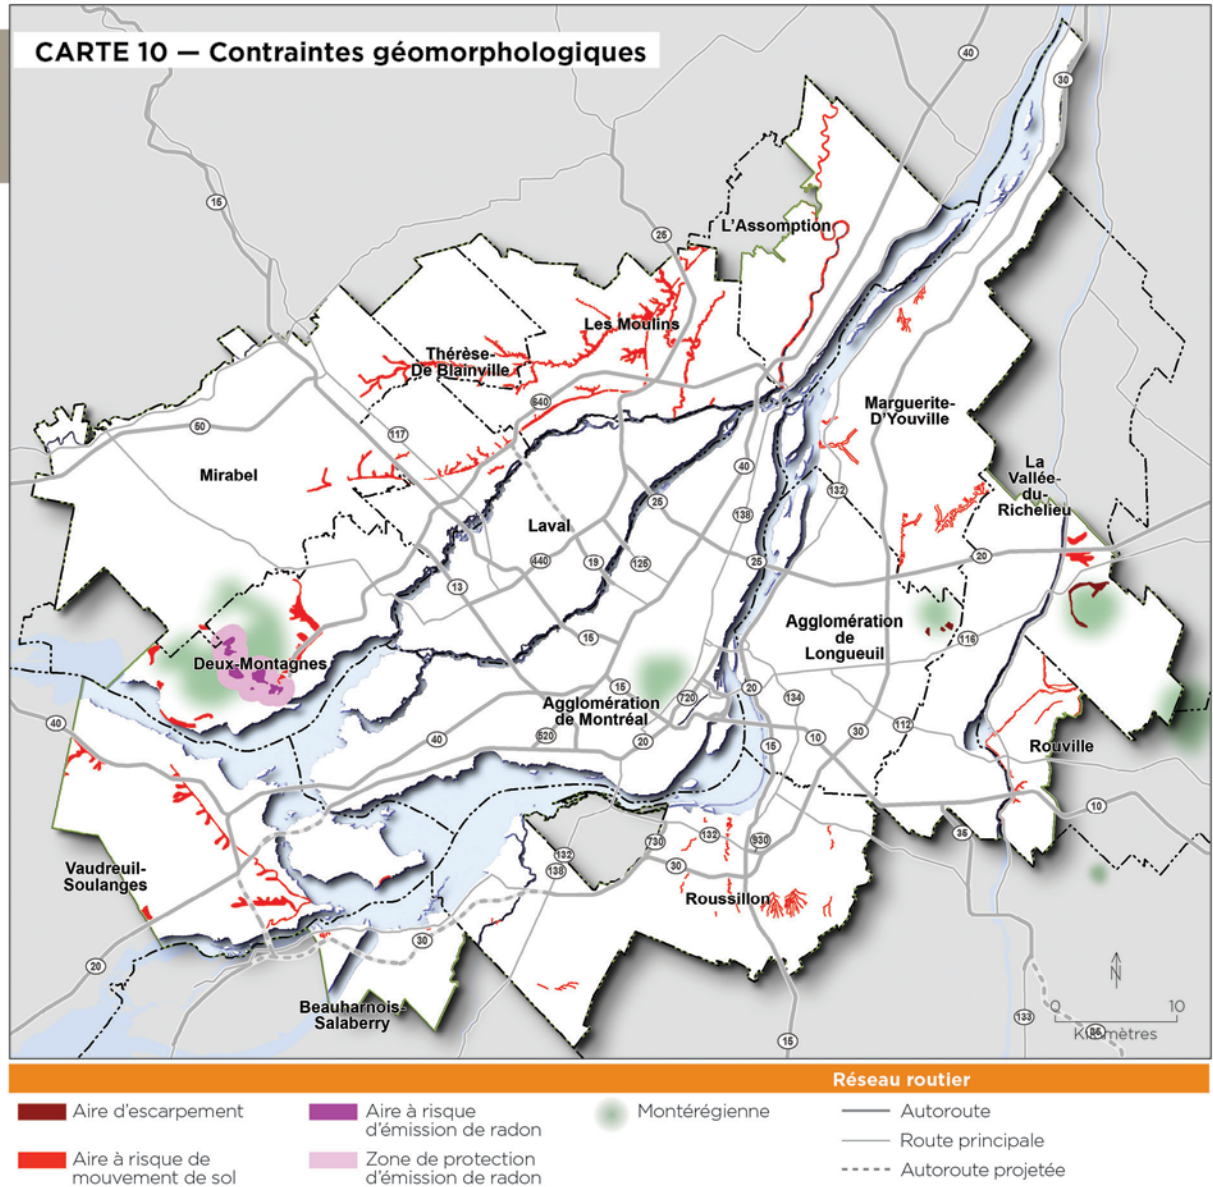 CARTE 10 — Contraintes géomorphologiques
40
30
15
25
L'Assomption
Les Moulins
Thérèse-
De Blainville
640
Marguerite-
D'Youville
50
117
Mirabel
40
La
Vallée-
du-
Richelieu
132
25
138
Laval
20
440
19
125
25
13
116
Agglomération
de
Longueuil
15
Deux-Montagnes
15
720
20
134
Agglomération
de Montréal
40
112
520
40
20
15
10
30
Rouville
10
35
132
930
730
132
138
30
Vaudreuil-
Soulanges
Roussillon
30
20
N
Beauharnois-
Salaberry
0
10
133
35
Kilomètres
15
Réseau routier
Aire d'escarpement
Aire à risque de
mouvement de sol
Aire à risque
d'émission de radon
Zone de protection
d'émission de radon
Montérégienne
Autoroute
Route principale
Autoroute projetée